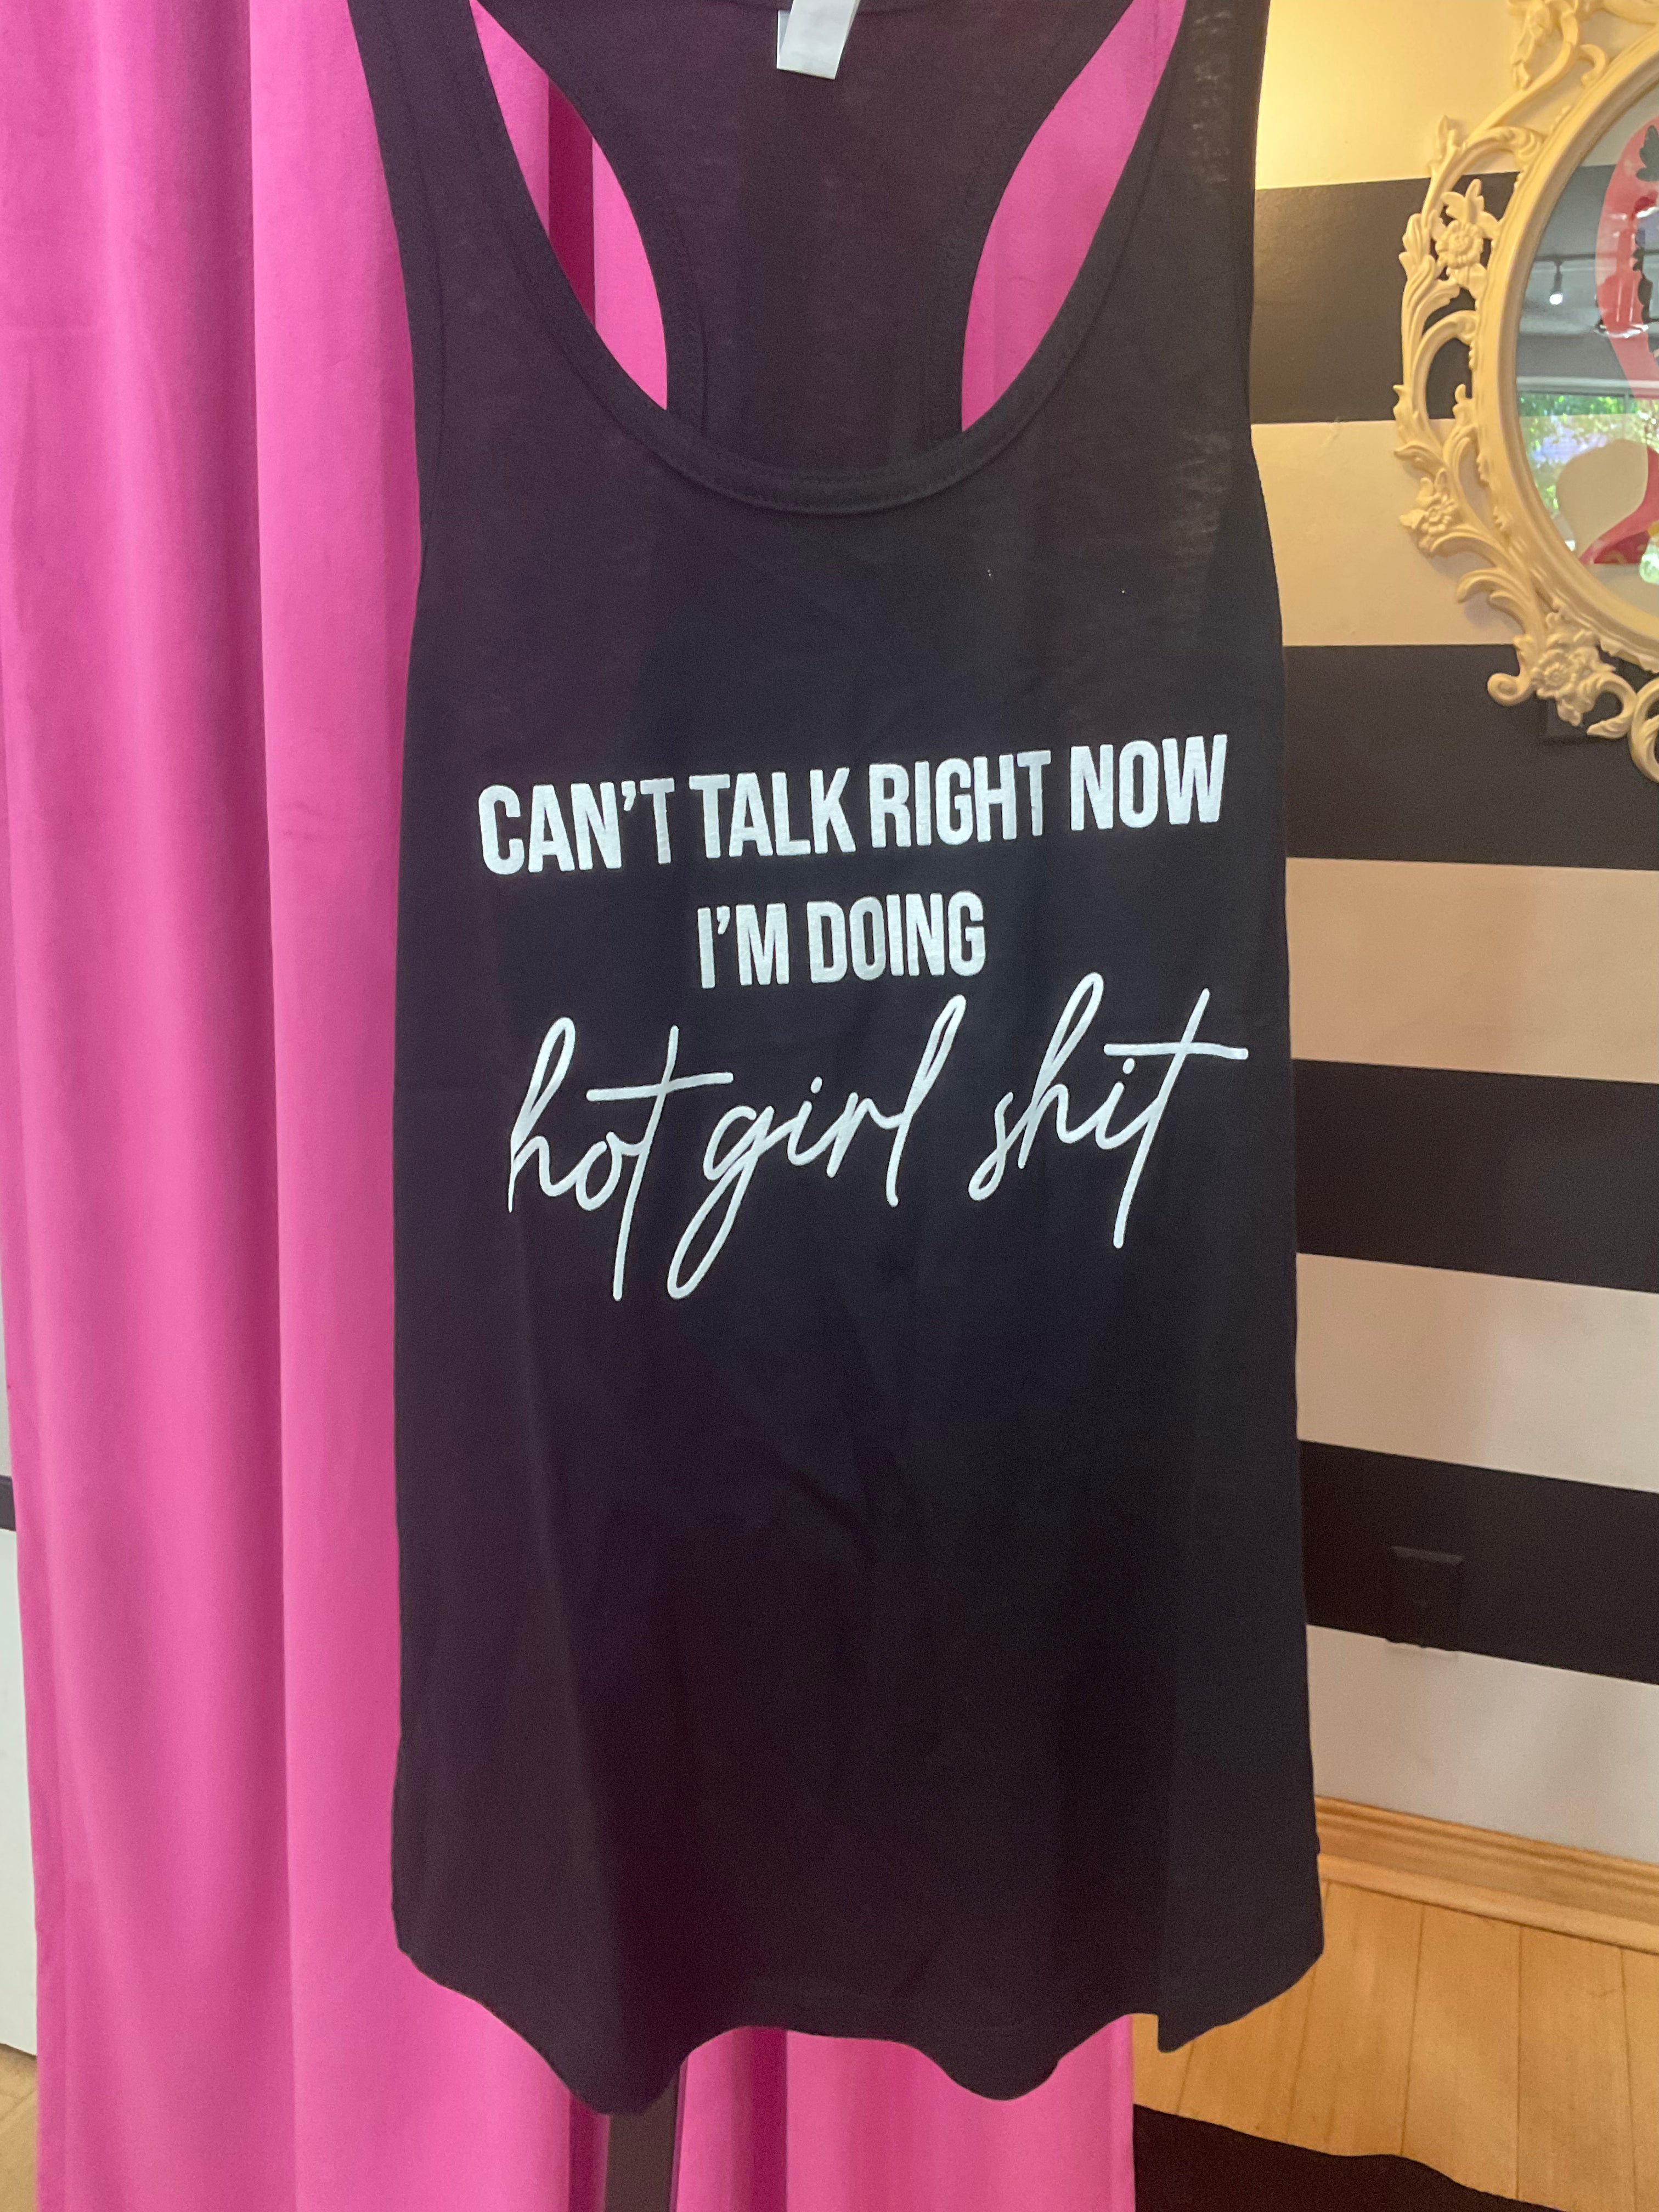 CAN'T TALK RIGHT NOW
I'M DOING
hot girl shit